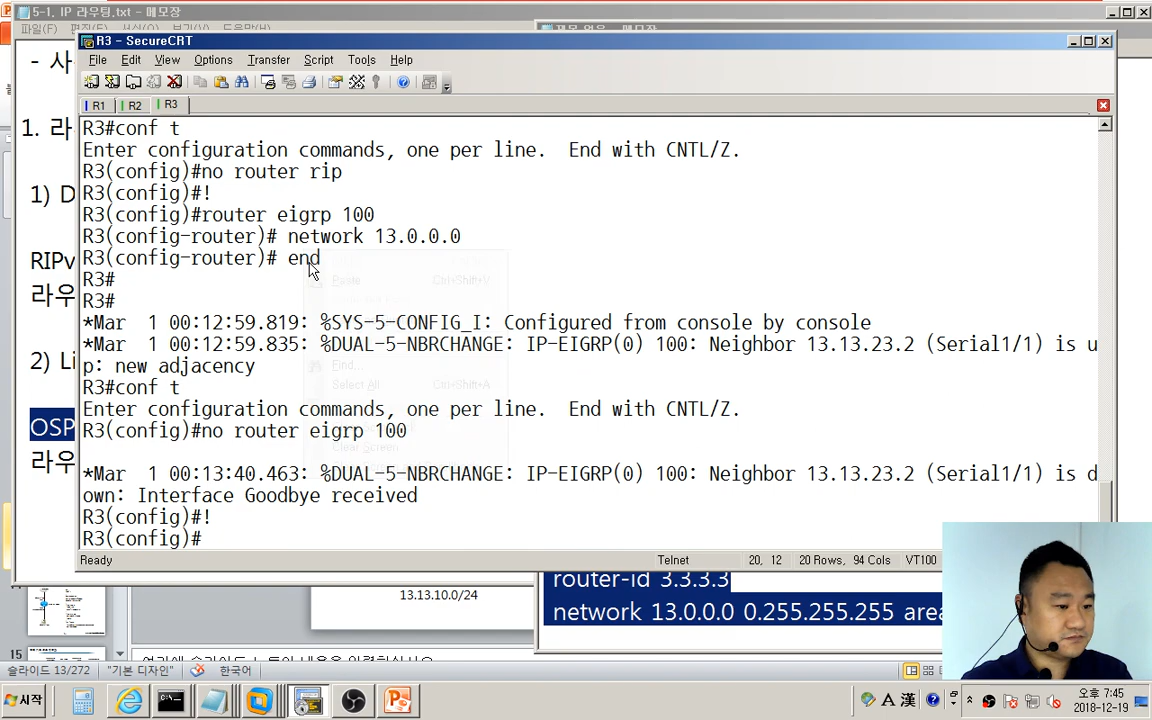 5-1. IP 라우팅.txt - 메모장
R3 - SecureCRT
File Edit View Options Transfer Script Tools Help
R1 R2 R3
R3#conf t
Enter configuration commands, one per line.  End with CNTL/Z.
R3(config)#no router rip
R3(config)#!
R3(config)#router eigrp 100
R3(config-router)# network 13.0.0.0
R3(config-router)# end
R3#
R3#
*Mar  1 00:12:59.819: %SYS-5-CONFIG_I: Configured from console by console
*Mar  1 00:12:59.835: %DUAL-5-NBRCHANGE: IP-EIGRP(0) 100: Neighbor 13.13.23.2 (Serial1/1) is u
p: new adjacency
R3#conf t
Enter configuration commands, one per line.  End with CNTL/Z.
R3(config)#no router eigrp 100
*Mar  1 00:13:40.463: %DUAL-5-NBRCHANGE: IP-EIGRP(0) 100: Neighbor 13.13.23.2 (Serial1/1) is d
own: Interface Goodbye received
R3(config)#!
R3(config)#
Paste Ctrl+Shift+V
Find...
Select All Ctrl+Shift+A
Clear Screen
Ready Telnet 20, 12 20 Rows, 94 Cols VT100
- 사
1. 라
1) D
RIPv
라우
2) Li
OSP
라우
router-id 3.3.3.3
network 13.0.0.0 0.255.255.255 area
13.13.10.0/24
15
슬라이드 13/272 "기본 디자인" 한국어
시작
A 漢
오후 7:45
2018-12-19